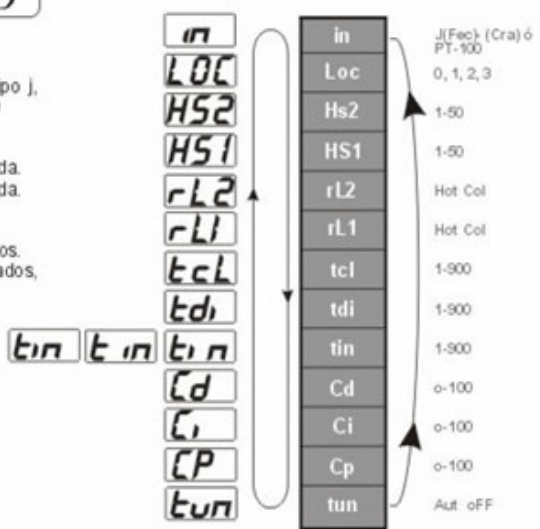 in in J(Fec) (Cra) ó
PT-100
LOC Loc 0, 1, 2, 3
po j,
HS2 Hs2 1-50
HS1 HS1 1-50
da.
da.
rL2 rL2 Hot Col
rL1 rL1 Hot Col
os.
ados,
tcL tcl 1-900
tdi tdi 1-900
tin tin tin tin 1-900
Cd Cd o-100
Ci Ci o-100
CP Cp o-100
tun tun Aut oFF